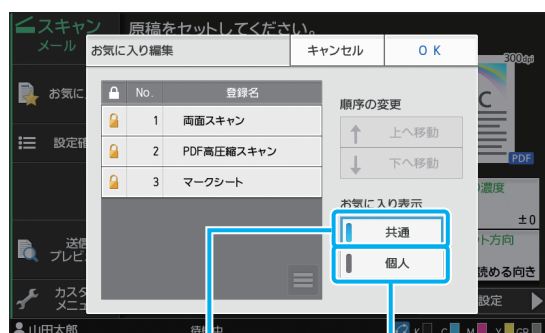 スキャン
メール
原稿をセットしてください。
お気に入り編集
キャンセル
OK
300dpi
お気に
No.
登録名
1 両面スキャン
2 PDF高圧縮スキャン
3 マークシート
順序の変更
上へ移動
下へ移動
お気に入り表示
共通
個人
設定確
C
PDF
濃度
±0
ト方向
読める向き
送信
プレビ
カスタ
メニュ
設定
山田太郎
待
中
K C M Y GR